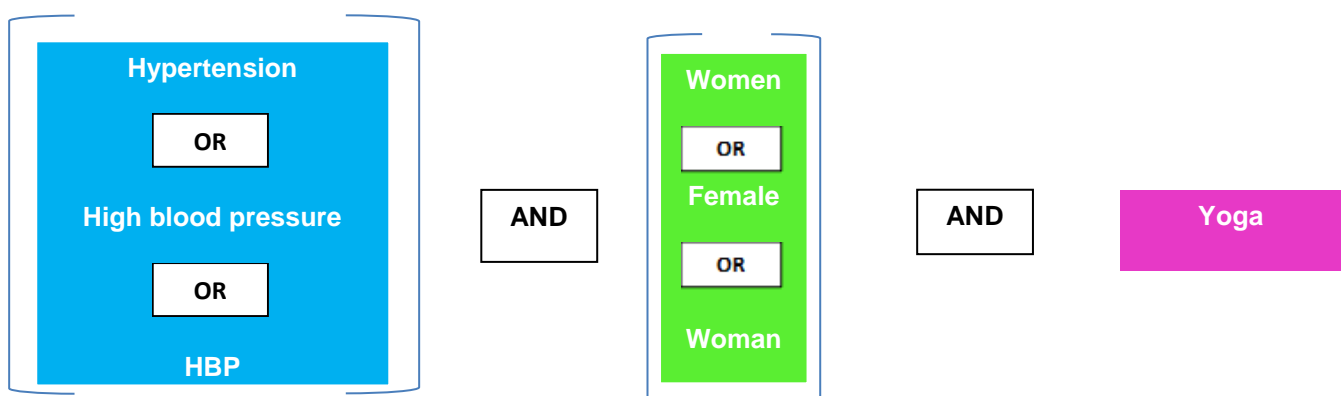 Hypertension
OR
High blood pressure
OR
HBP
AND
Women
OR
Female
OR
Woman
AND
Yoga